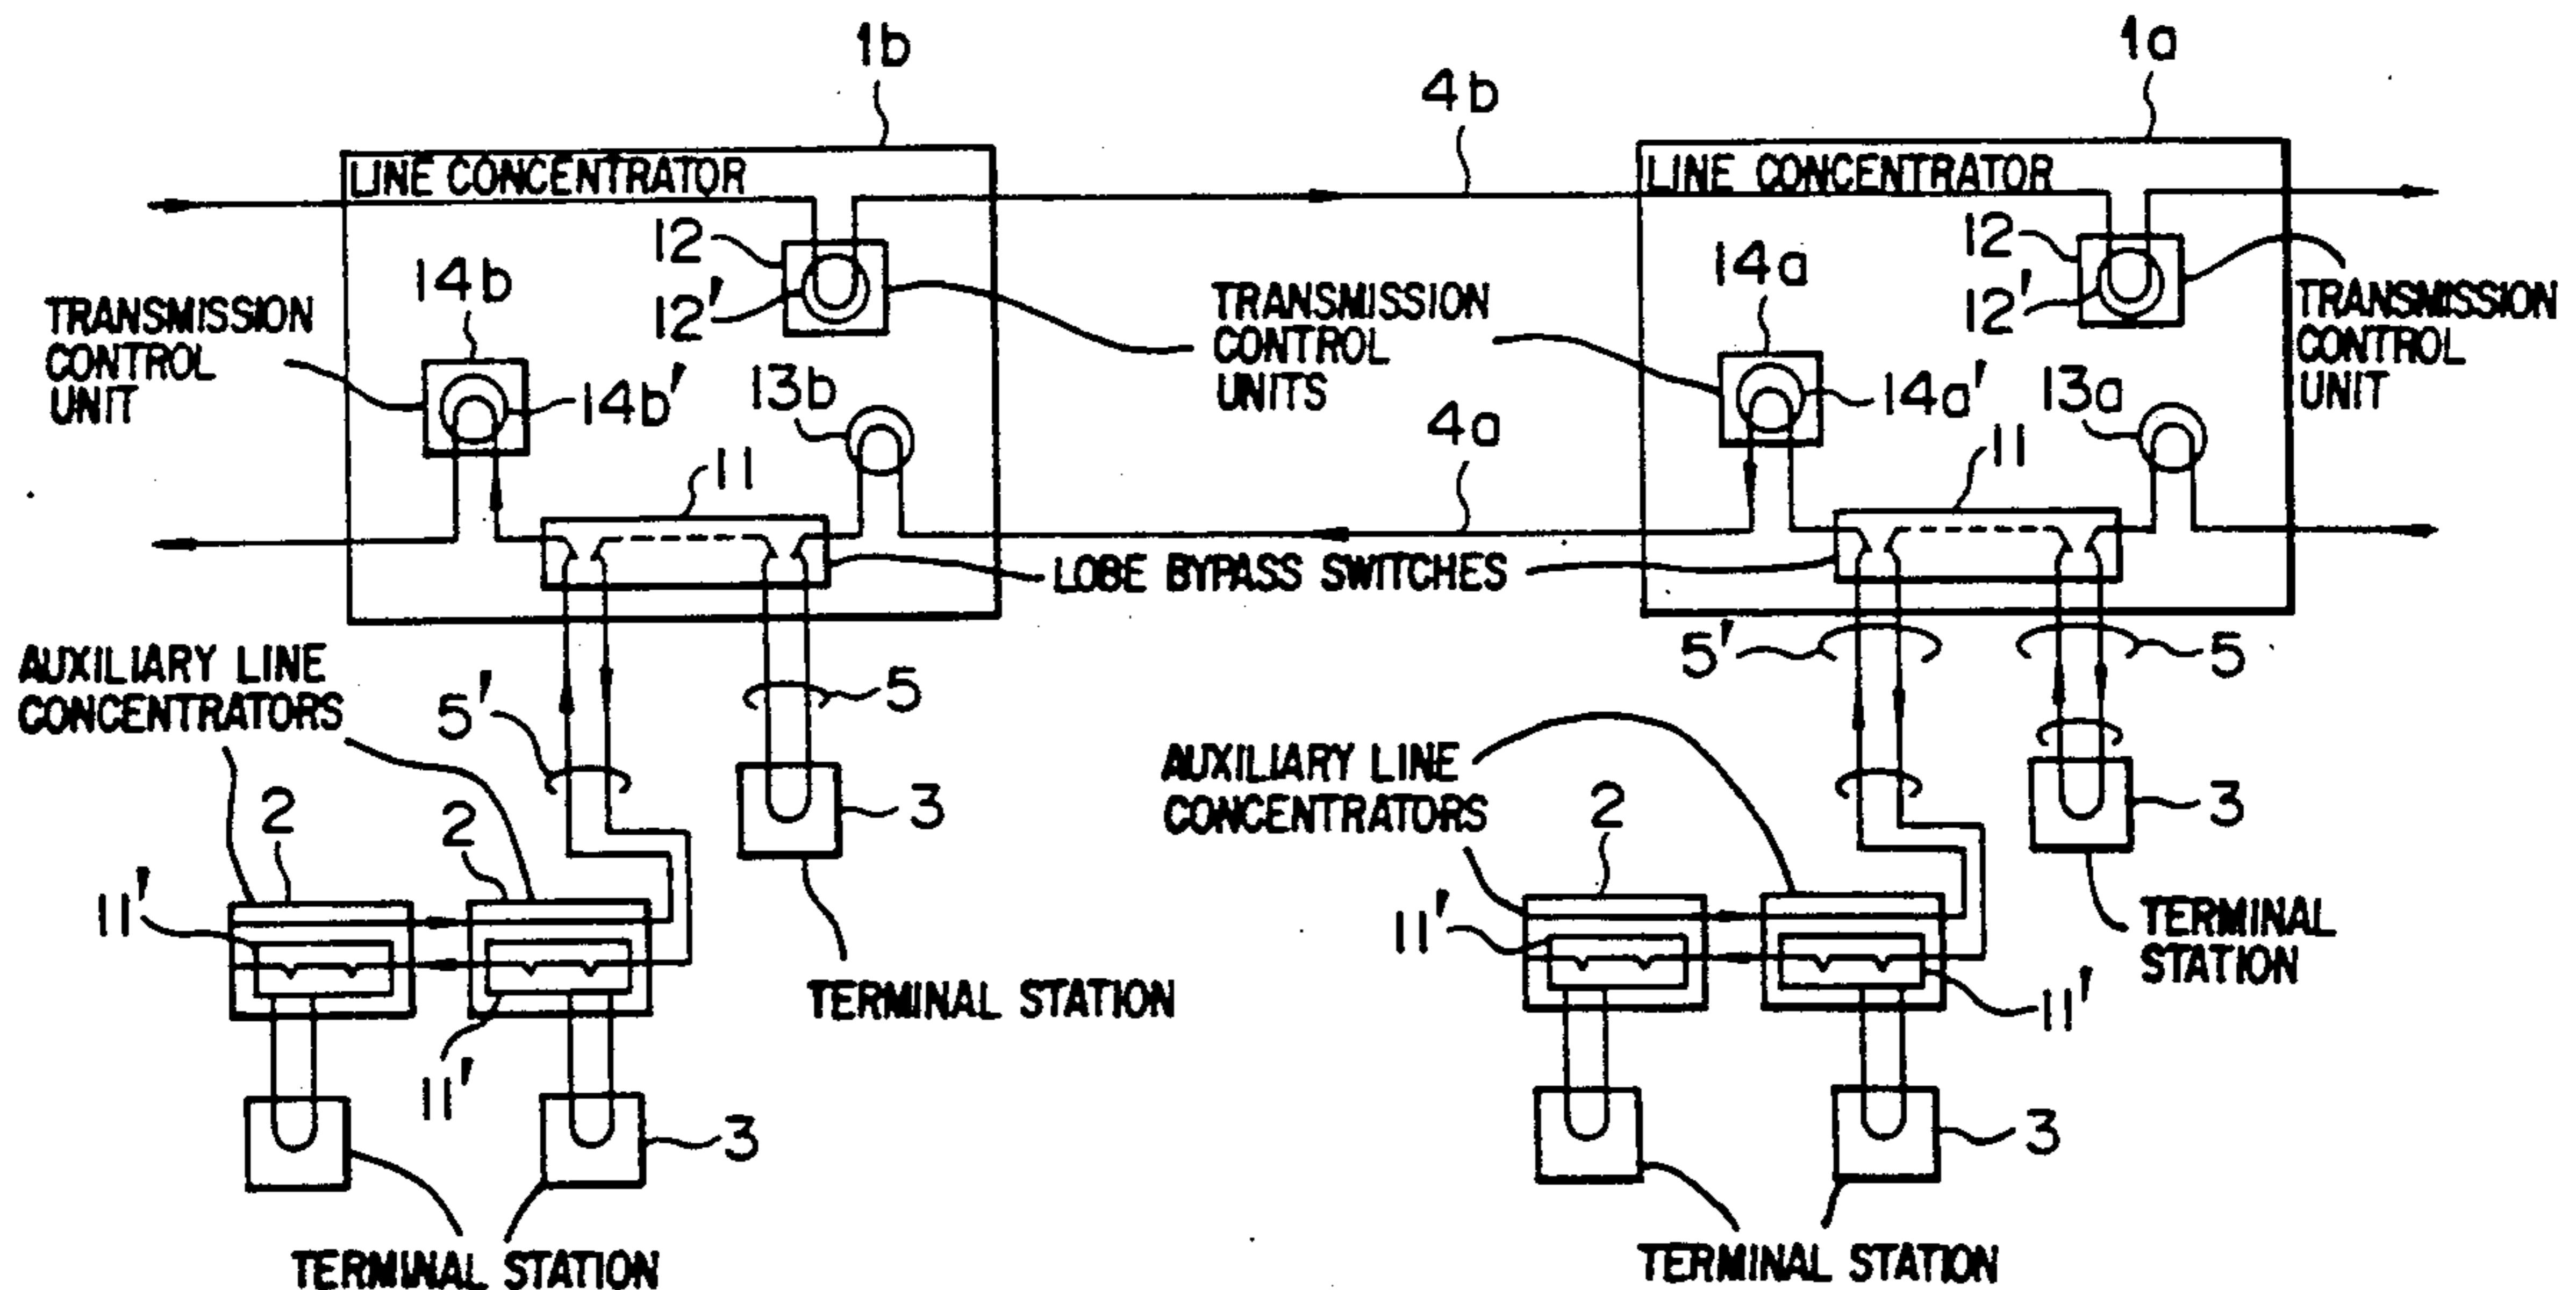 1b
1a
4b
LINE CONCENTRATOR
LINE CONCENTRATOR
12
12'
14b
TRANSMISSION
CONTROL
UNIT
14b'
13b
11
TRANSMISSION
CONTROL
UNITS
4a
14a
14a'
12
12'
TRANSMISSION
CONTROL
UNIT
13a
11
LOBE BYPASS SWITCHES
AUXILIARY LINE
CONCENTRATORS
5'
5
3
2
2
11'
11'
TERMINAL STATION
3
TERMINAL STATION
5'
5
AUXILIARY LINE
CONCENTRATORS
2
3
11'
11'
TERMINAL
STATION
3
TERMINAL STATION